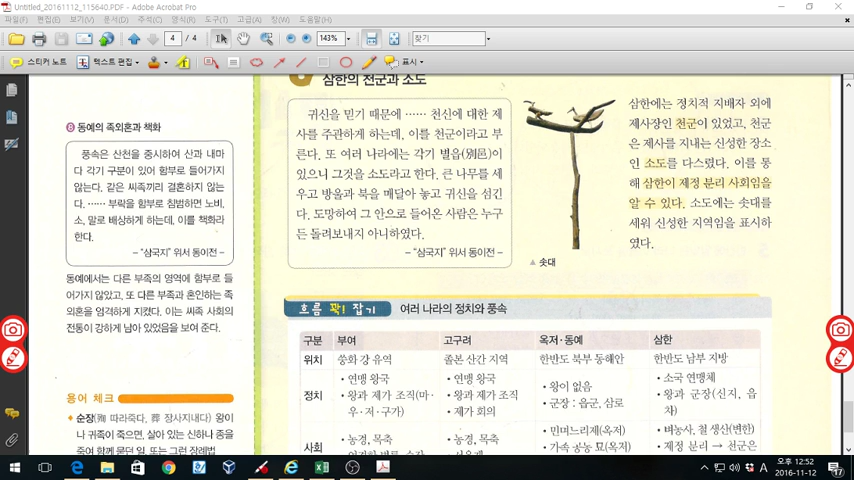 Untitled_20161112_115640.PDF - Adobe Acrobat Pro
파일(F) 편집(E) 보기(V) 문서(D) 주석(C) 양식(R) 도구(T) 고급(A) 창(W) 도움말(H)
4 / 4
143%
찾기
스티커 노트
텍스트 편집
표시
⑧ 동예의 족외혼과 책화
풍속은 산천을 중시하여 산과 내마
다 각기 구분이 있어 함부로 들어가지
않는다. 같은 씨족끼리 결혼하지 않는
다. …… 부락을 함부로 침범하면 노비,
소, 말로 배상하게 하는데, 이를 책화라
한다.
– “삼국지” 위서 동이전 –
동예에서는 다른 부족의 영역에 함부로 들
어가지 않았고, 또 다른 부족과 혼인하는 족
외혼을 엄격하게 지켰다. 이는 씨족 사회의
전통이 강하게 남아 있었음을 보여 준다.
용어 체크
순장(殉 따라죽다, 葬 장사지내다) 왕이
나 귀족이 죽으면, 살아 있는 신하나 종을
죽여 함께 묻던 일, 또는 그런 장례법
삼한의 천군과 소도
귀신을 믿기 때문에 …… 천신에 대한 제
사를 주관하게 하는데, 이를 천군이라고 부
른다. 또 여러 나라에는 각기 별읍(別邑)이
있으니 그것을 소도라고 한다. 큰 나무를 세
우고 방울과 북을 매달아 놓고 귀신을 섬긴
다. 도망하여 그 안으로 들어온 사람은 누구
든 돌려보내지 아니하였다.
– “삼국지” 위서 동이전 –
▲ 솟대
삼한에는 정치적 지배자 외에
제사장인 천군이 있었고, 천군
은 제사를 지내는 신성한 장소
인 소도를 다스렸다. 이를 통
해 삼한이 제정 분리 사회임을
알 수 있다. 소도에는 솟대를
세워 신성한 지역임을 표시하
였다.
흐름 꽉! 잡기 여러 나라의 정치와 풍속
구분 부여 고구려 옥저·동예 삼한
위치 쑹화 강 유역 졸본 산간 지역 한반도 북부 동해안 한반도 남부 지방
정치
• 연맹 왕국
• 왕과 제가 조직(마·
우·저·구가)
• 연맹 왕국
• 왕과 제가 조직
• 제가 회의
• 왕이 없음
• 군장 : 읍군, 삼로
• 소국 연맹체
• 왕과 군장(신지, 읍
차)
사회
• 농경, 목축
• 농경, 목축
• 민며느리제(옥저)
• 가족 공동 묘(옥저)
• 벼농사, 철 생산(변한)
• 제정 분리 → 천군은
A
오후 12:52
2016-11-12
17